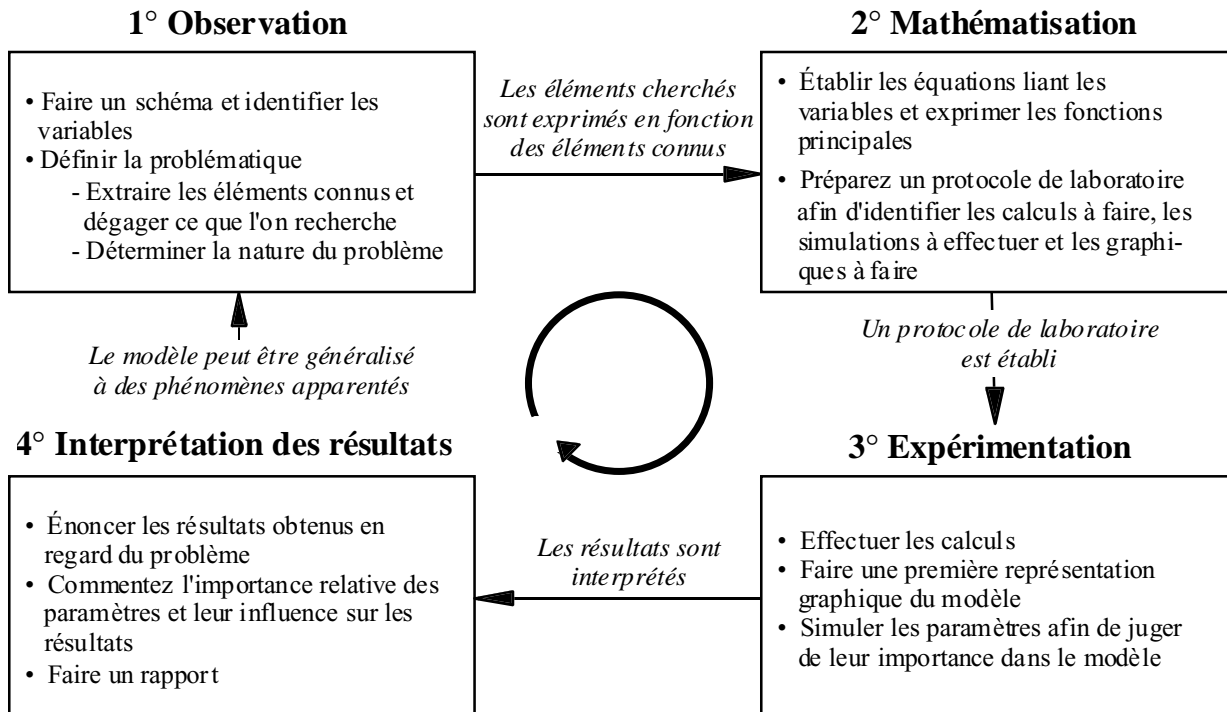 1° Observation
• Faire un schéma et identifier les
variables
• Définir la problématique
- Extraire les éléments connus et
dégager ce que l'on recherche
- Déterminer la nature du problème
Les éléments cherchés
sont exprimés en fonction
des éléments connus
2° Mathématisation
• Établir les équations liant les
variables et exprimer les fonctions
principales
• Préparez un protocole de laboratoire
afin d'identifier les calculs à faire, les
simulations à effectuer et les graphi-
ques à faire
Un protocole de laboratoire
est établi
3° Expérimentation
• Effectuer les calculs
• Faire une première représentation
graphique du modèle
• Simuler les paramètres afin de juger
de leur importance dans le modèle
Les résultats sont
interprétés
4° Interprétation des résultats
• Énoncer les résultats obtenus en
regard du problème
• Commentez l'importance relative des
paramètres et leur influence sur les
résultats
• Faire un rapport
Le modèle peut être généralisé
à des phénomènes apparentés